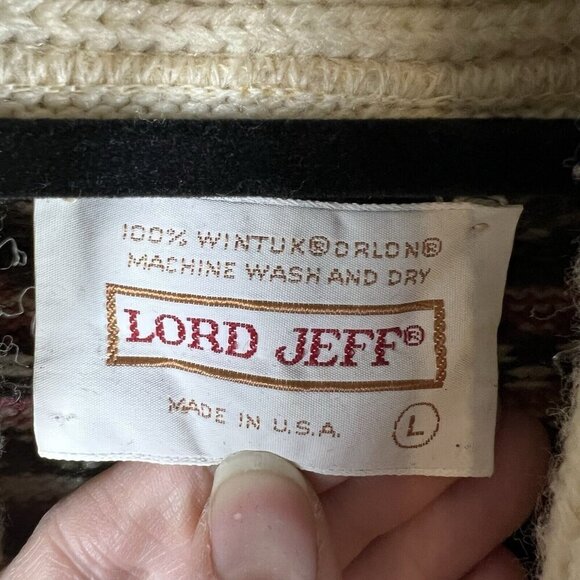 100% WINTUK® ORLON®
MACHINE WASH AND DRY
LORD JEFF®
MADE IN U.S.A.
L